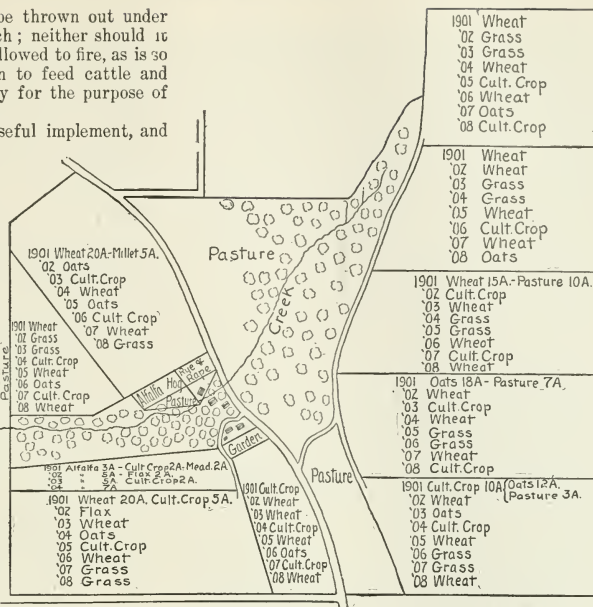 be thrown out under
ch ; neither should it
llowed to fire, as is so
n to feed cattle and
y for the purpose of
seful implement, and
1901 Wheat
'02 Grass
'03 Grass
'04 Wheat
'05 Cult. Crop
'06 Wheat
'07 Oats
'08 Cult. Crop
1901 Wheat
'02 Wheat
'03 Grass
'04 Grass
'05 Wheat
'06 Cult. Crop
'07 Wheat
'08 Oats
1901 Wheat 15A.-Pasture 10A.
'02 Cult. Crop
'03 Wheat
'04 Grass
'05 Grass
'06 Wheat
'07 Cult. Crop
'08 Wheat
1901 Oats 18A - Pasture 7A.
'02 Wheat
'03 Cult. Crop
'04 Wheat
'05 Grass
'06 Grass
'07 Wheat
'08 Cult. Crop
1901 Cult. Crop 10A {Oats 12A. Pasture 3A.
'02 Wheat
'03 Oats
'04 Cult. Crop
'05 Wheat
'06 Grass
'07 Grass
'08 Wheat.
Pasture
Creek
1901 Wheat 20A.-Millet 5A.
'02 Oats
'03 Cult. Crop
'04 Wheat
'05 Oats
'06 Cult. Crop
'07 Wheat
'08 Grass
Pasture
1901 Wheat
'02 Grass
'03 Grass
'04 Cult. Crop
'05 Wheat
'06 Oats
'07 Cult. Crop
'08 Wheat
Alfalfa
Hog Pasture
Rye & Rape
Garden
Pasture
1901 Alfalfa 3A - Cult Crop 2A. Mead. 2A.
'02 " 5A - Flax 2A.
'03 " 5A Cult. Crop 2A.
'04 " 7A
1901 Wheat 20A, Cult. Crop 5A.
'02 Flax
'03 Wheat
'04 Oats
'05 Cult. Crop
'06 Wheat
'07 Grass
'08 Grass
1901 Cult. Crop
'02 Wheat
'03 Wheat
'04 Cult. Crop
'05 Wheat
'06 Oats
'07 Cult. Crop
'08 Wheat